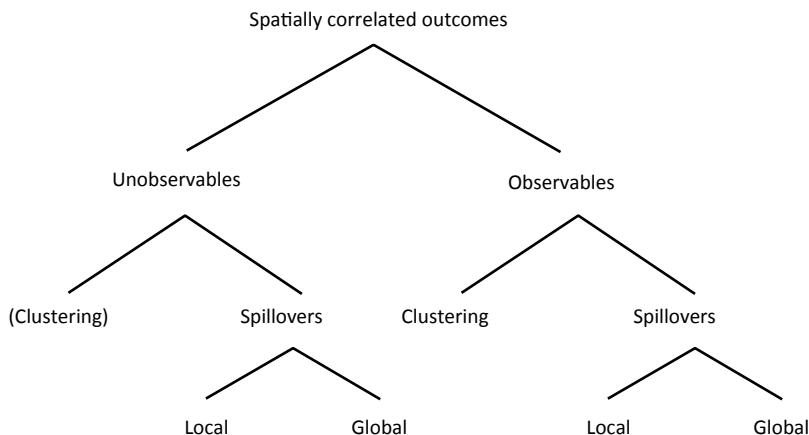 Spatially correlated outcomes
Unobservables
Observables
(Clustering)
Spillovers
Clustering
Spillovers
Local
Global
Local
Global